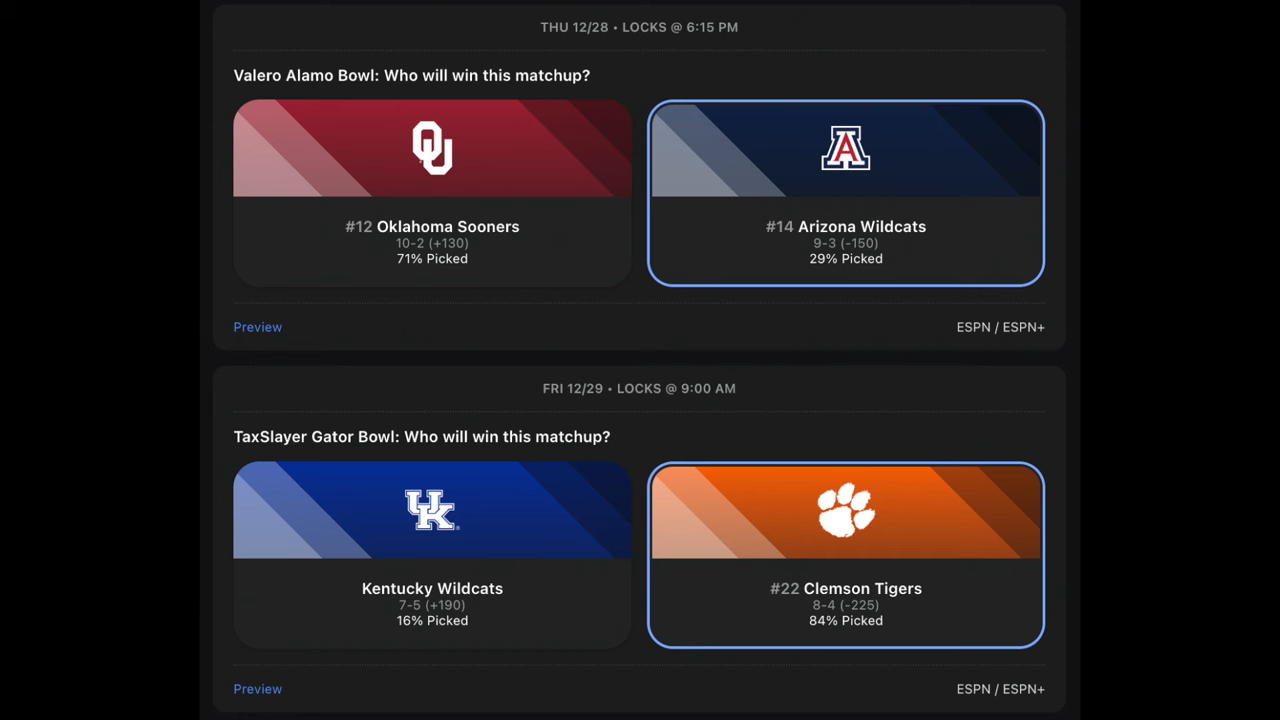 THU 12/28 • LOCKS @ 6:15 PM
Valero Alamo Bowl: Who will win this matchup?
OU
A
#12 Oklahoma Sooners
10-2 (+130)
71% Picked
#14 Arizona Wildcats
9-3 (-150)
29% Picked
Preview
ESPN / ESPN+
FRI 12/29 • LOCKS @ 9:00 AM
TaxSlayer Gator Bowl: Who will win this matchup?
UK
Kentucky Wildcats
7-5 (+190)
16% Picked
#22 Clemson Tigers
8-4 (-225)
84% Picked
Preview
ESPN / ESPN+